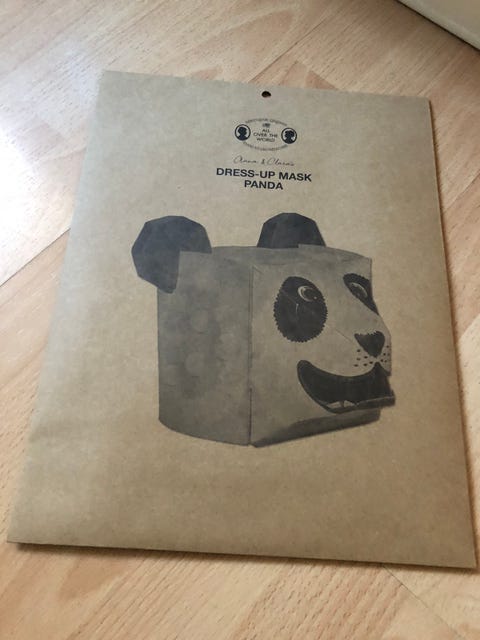 ALL
OVER THE
WORLD
Anna & Clara's
DRESS-UP MASK
PANDA